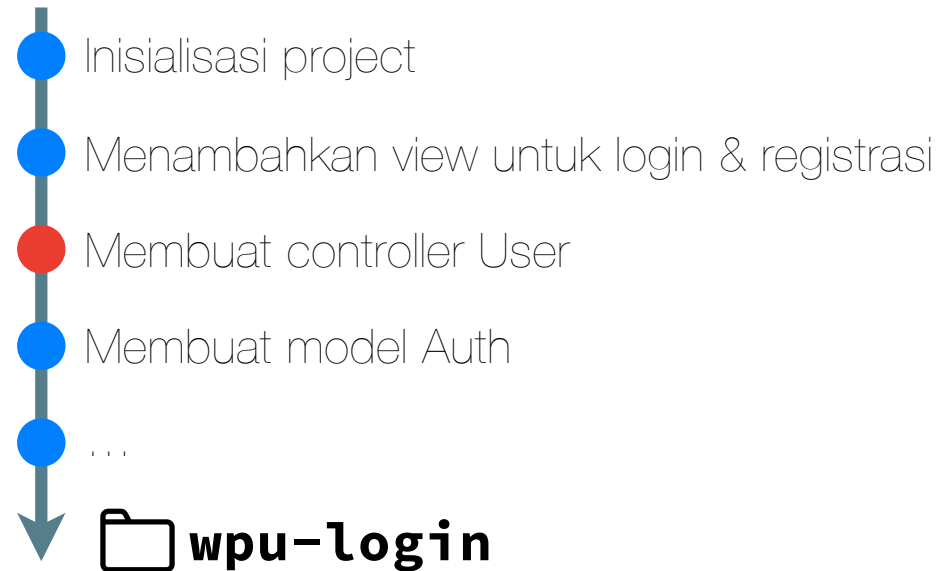 Inisialisasi project
Menambahkan view untuk login & registrasi
Membuat controller User
Membuat model Auth
...
wpu-login